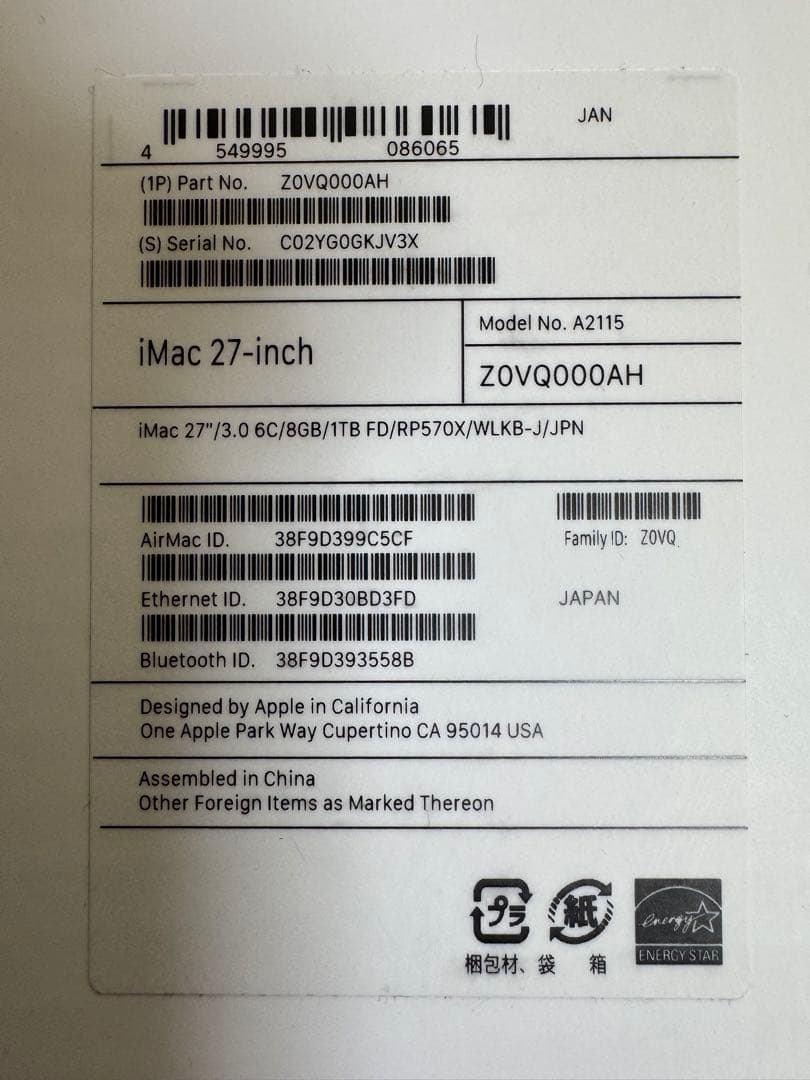 JAN
4 549995 086065
(1P) Part No. Z0VQ000AH
(S) Serial No. C02YG0GKJV3X
iMac 27-inch
Model No. A2115
Z0VQ000AH
iMac 27"/3.0 6C/8GB/1TB FD/RP570X/WLKB-J/JPN
AirMac ID. 38F9D399C5CF
Family ID: Z0VQ
Ethernet ID. 38F9D30BD3FD
JAPAN
Bluetooth ID. 38F9D393558B
Designed by Apple in California
One Apple Park Way Cupertino CA 95014 USA
Assembled in China
Other Foreign Items as Marked Thereon
プラ
紙
energy
ENERGY STAR
梱包材、袋
箱